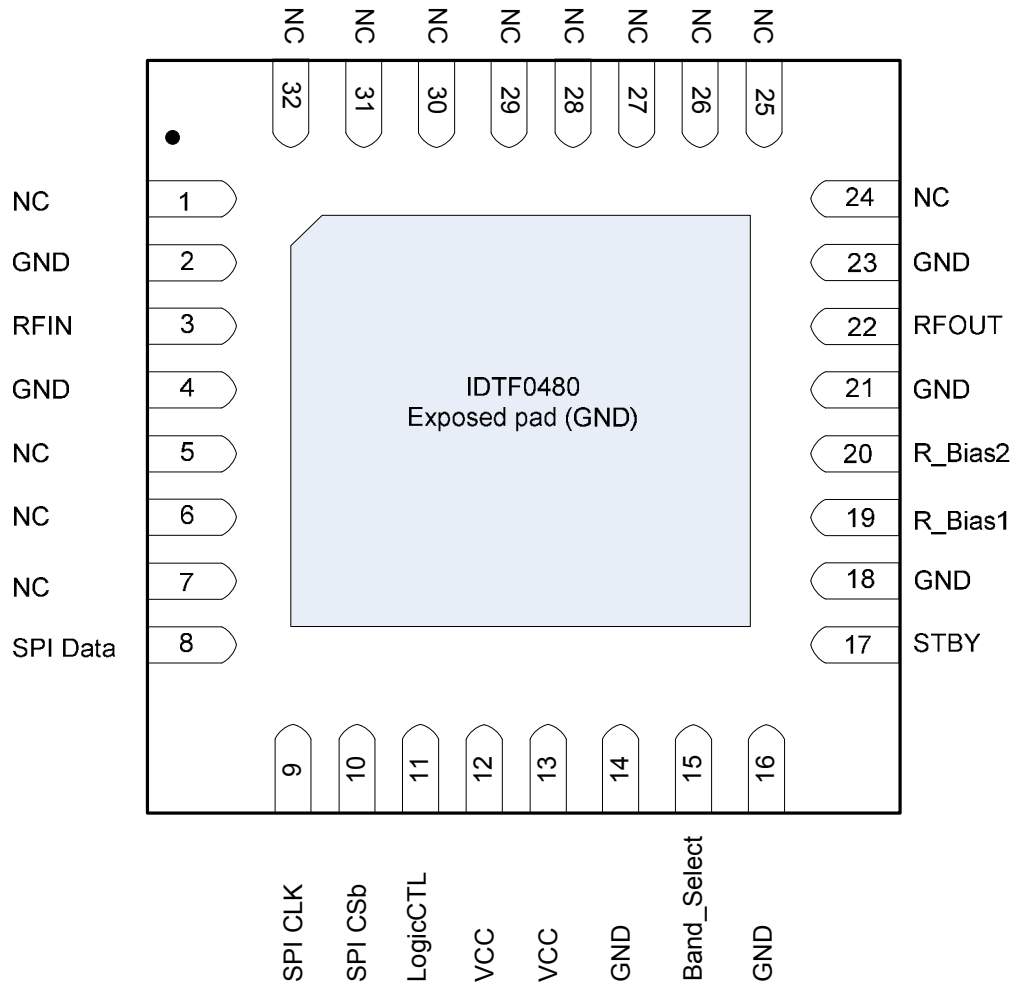 NC NC NC NC NC NC NC NC
32 31 30 29 28 27 26 25
NC 1
GND 2
RFIN 3
GND 4
NC 5
NC 6
NC 7
SPI Data 8
IDTF0480
Exposed pad (GND)
24 NC
23 GND
22 RFOUT
21 GND
20 R_Bias2
19 R_Bias1
18 GND
17 STBY
9 10 11 12 13 14 15 16
SPI CLK
SPI CSb
LogicCTL
VCC
VCC
GND
Band_Select
GND